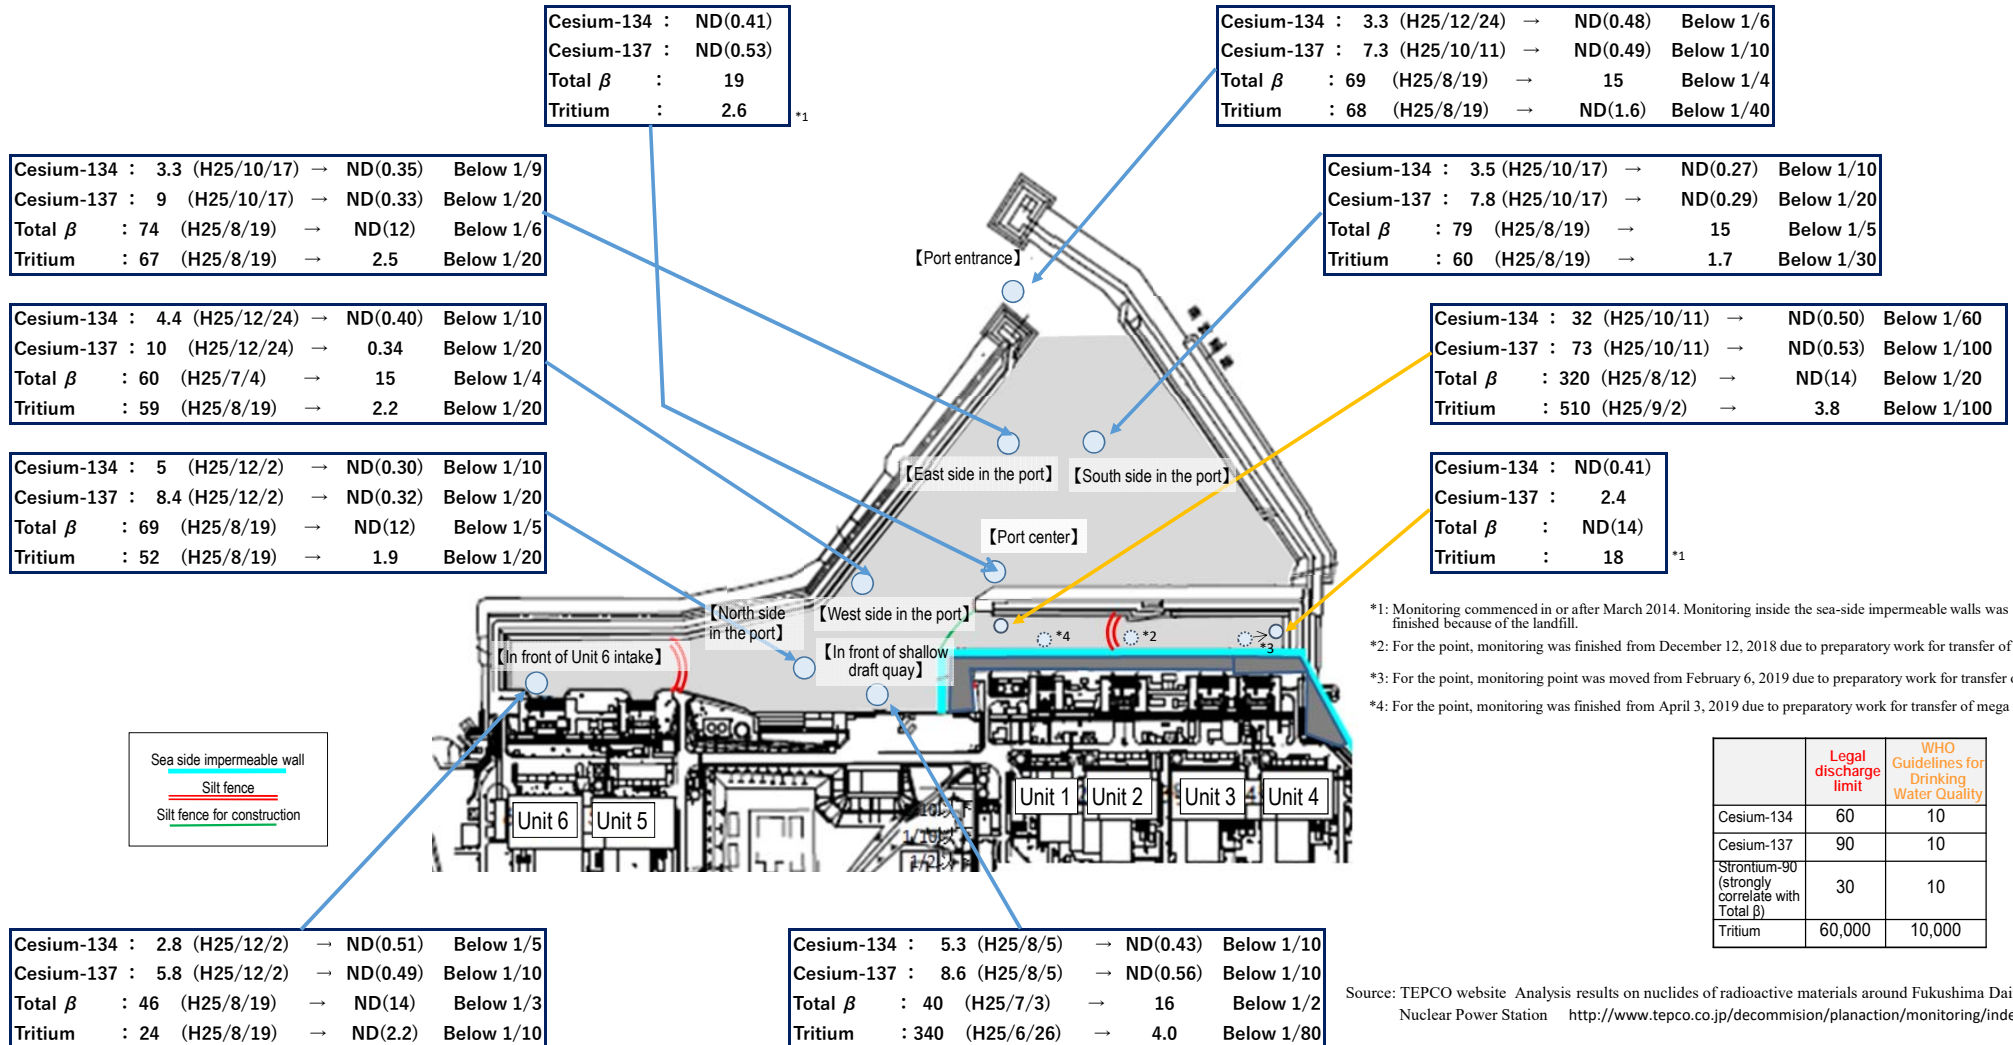 Cesium-134 : ND(0.41)
Cesium-137 : ND(0.53)
Total β : 19
Tritium : 2.6 *1
Cesium-134 : 3.3 (H25/12/24) → ND(0.48) Below 1/6
Cesium-137 : 7.3 (H25/10/11) → ND(0.49) Below 1/10
Total β : 69 (H25/8/19) → 15 Below 1/4
Tritium : 68 (H25/8/19) → ND(1.6) Below 1/40
Cesium-134 : 3.3 (H25/10/17) → ND(0.35) Below 1/9
Cesium-137 : 9 (H25/10/17) → ND(0.33) Below 1/20
Total β : 74 (H25/8/19) → ND(12) Below 1/6
Tritium : 67 (H25/8/19) → 2.5 Below 1/20
Cesium-134 : 3.5 (H25/10/17) → ND(0.27) Below 1/10
Cesium-137 : 7.8 (H25/10/17) → ND(0.29) Below 1/20
Total β : 79 (H25/8/19) → 15 Below 1/5
Tritium : 60 (H25/8/19) → 1.7 Below 1/30
Cesium-134 : 4.4 (H25/12/24) → ND(0.40) Below 1/10
Cesium-137 : 10 (H25/12/24) → 0.34 Below 1/20
Total β : 60 (H25/7/4) → 15 Below 1/4
Tritium : 59 (H25/8/19) → 2.2 Below 1/20
Cesium-134 : 32 (H25/10/11) → ND(0.50) Below 1/60
Cesium-137 : 73 (H25/10/11) → ND(0.53) Below 1/100
Total β : 320 (H25/8/12) → ND(14) Below 1/20
Tritium : 510 (H25/9/2) → 3.8 Below 1/100
Cesium-134 : 5 (H25/12/2) → ND(0.30) Below 1/10
Cesium-137 : 8.4 (H25/12/2) → ND(0.32) Below 1/20
Total β : 69 (H25/8/19) → ND(12) Below 1/5
Tritium : 52 (H25/8/19) → 1.9 Below 1/20
Cesium-134 : ND(0.41)
Cesium-137 : 2.4
Total β : ND(14)
Tritium : 18 *1
【Port entrance】
【East side in the port】
【South side in the port】
【Port center】
【North side
in the port】
【West side in the port】
【In front of Unit 6 intake】
【In front of shallow
draft quay】
*4
*2
*3
*1: Monitoring commenced in or after March 2014. Monitoring inside the sea-side impermeable walls was
finished because of the landfill.
*2: For the point, monitoring was finished from December 12, 2018 due to preparatory work for transfer of
*3: For the point, monitoring point was moved from February 6, 2019 due to preparatory work for transfer
*4: For the point, monitoring was finished from April 3, 2019 due to preparatory work for transfer of mega
Sea side impermeable wall
Silt fence
Silt fence for construction
Unit 6
Unit 5
Unit 1
Unit 2
Unit 3
Unit 4
1/10以下
1/2以下
Legal
discharge
limit
WHO
Guidelines for
Drinking
Water Quality
Cesium-134 60 10
Cesium-137 90 10
Strontium-90
(strongly
correlate with
Total β) 30 10
Tritium 60,000 10,000
Cesium-134 : 2.8 (H25/12/2) → ND(0.51) Below 1/5
Cesium-137 : 5.8 (H25/12/2) → ND(0.49) Below 1/10
Total β : 46 (H25/8/19) → ND(14) Below 1/3
Tritium : 24 (H25/8/19) → ND(2.2) Below 1/10
Cesium-134 : 5.3 (H25/8/5) → ND(0.43) Below 1/10
Cesium-137 : 8.6 (H25/8/5) → ND(0.56) Below 1/10
Total β : 40 (H25/7/3) → 16 Below 1/2
Tritium : 340 (H25/6/26) → 4.0 Below 1/80
Source: TEPCO website Analysis results on nuclides of radioactive materials around Fukushima Dai
Nuclear Power Station http://www.tepco.co.jp/decommision/planaction/monitoring/inde